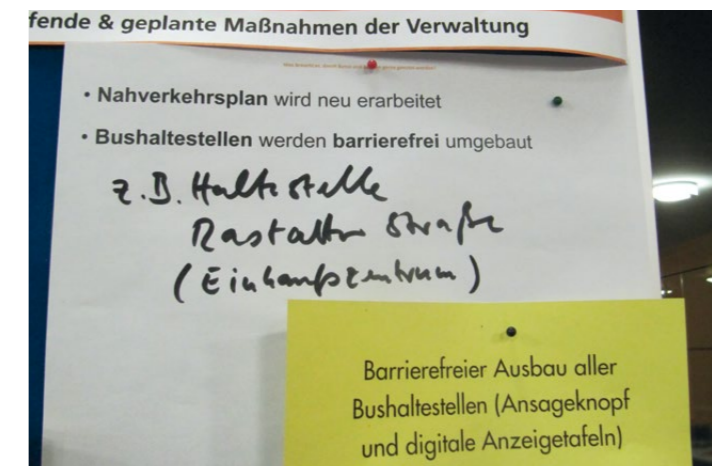 fende & geplante Maßnahmen der Verwaltung
• Nahverkehrsplan wird neu erarbeitet
• Bushaltestellen werden barrierefrei umgebaut
z.B. Haltestelle
Rastatter Straße
(Einkaufszentrum)
Barrierefreier Ausbau aller
Bushaltestellen (Ansageknopf
und digitale Anzeigetafeln)